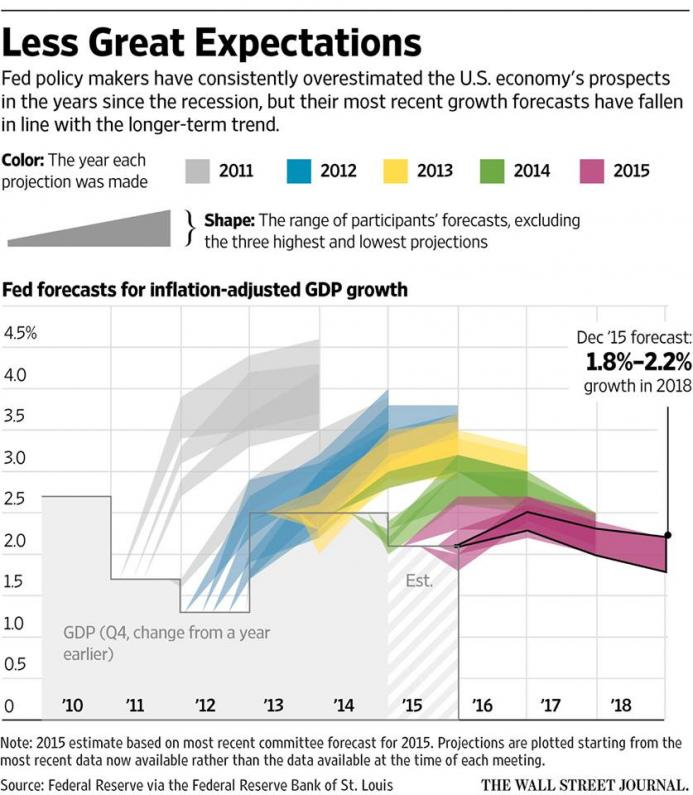 Less Great Expectations
Fed policy makers have consistently overestimated the U.S. economy's prospects
in the years since the recession, but their most recent growth forecasts have fallen
in line with the longer-term trend.
Color: The year each
projection was made
2011 2012 2013 2014 2015
Shape: The range of participants' forecasts, excluding
the three highest and lowest projections
Fed forecasts for inflation-adjusted GDP growth
4.5%
Dec '15 forecast:
1.8%–2.2%
growth in 2018
4.0
3.5
3.0
2.5
2.0
1.5
Est.
1.0
GDP (Q4, change from a year
earlier)
0.5
0
'10 '11 '12 '13 '14 '15 '16 '17 '18
Note: 2015 estimate based on most recent committee forecast for 2015. Projections are plotted starting from the
most recent data now available rather than the data available at the time of each meeting.
Source: Federal Reserve via the Federal Reserve Bank of St. Louis
THE WALL STREET JOURNAL.